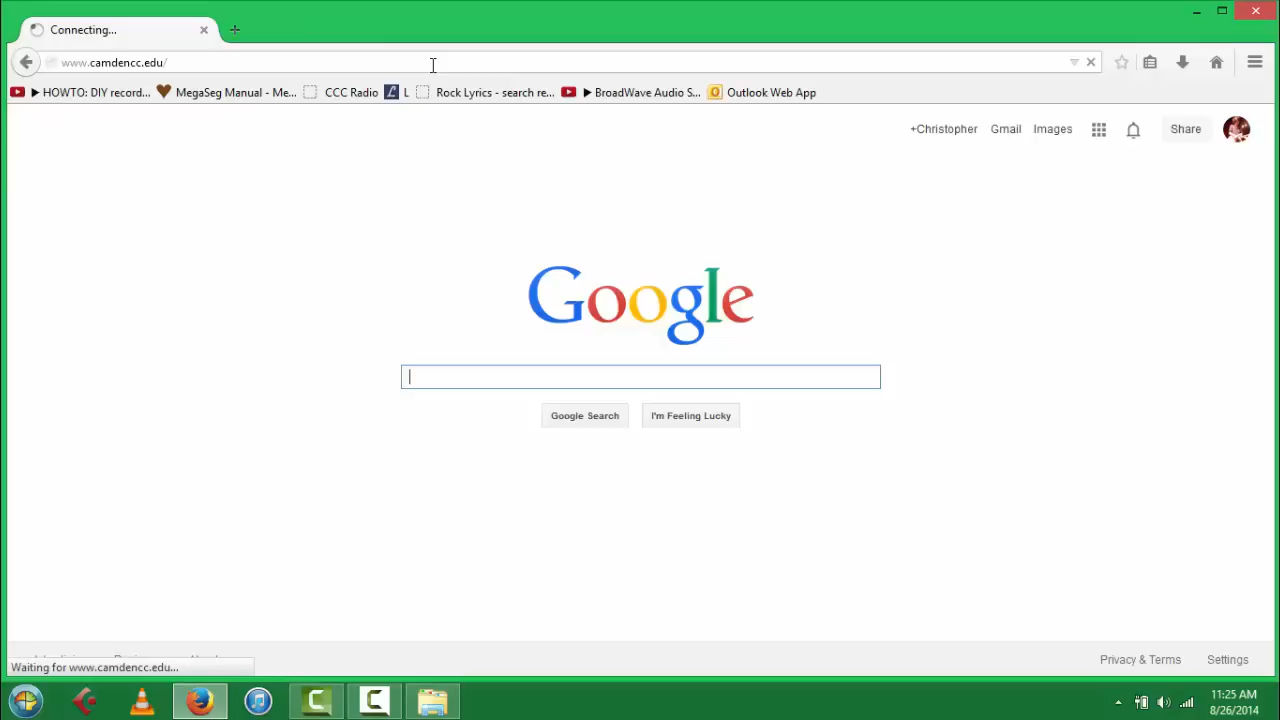 Connecting...
www.camdencc.edu/
HOWTO: DIY record... MegaSeg Manual - Me... CCC Radio L Rock Lyrics - search re... BroadWave Audio S... Outlook Web App
+Christopher Gmail Images Share
Google
Google Search I'm Feeling Lucky
Privacy & Terms Settings
Waiting for www.camdencc.edu...
11:25 AM
8/26/2014